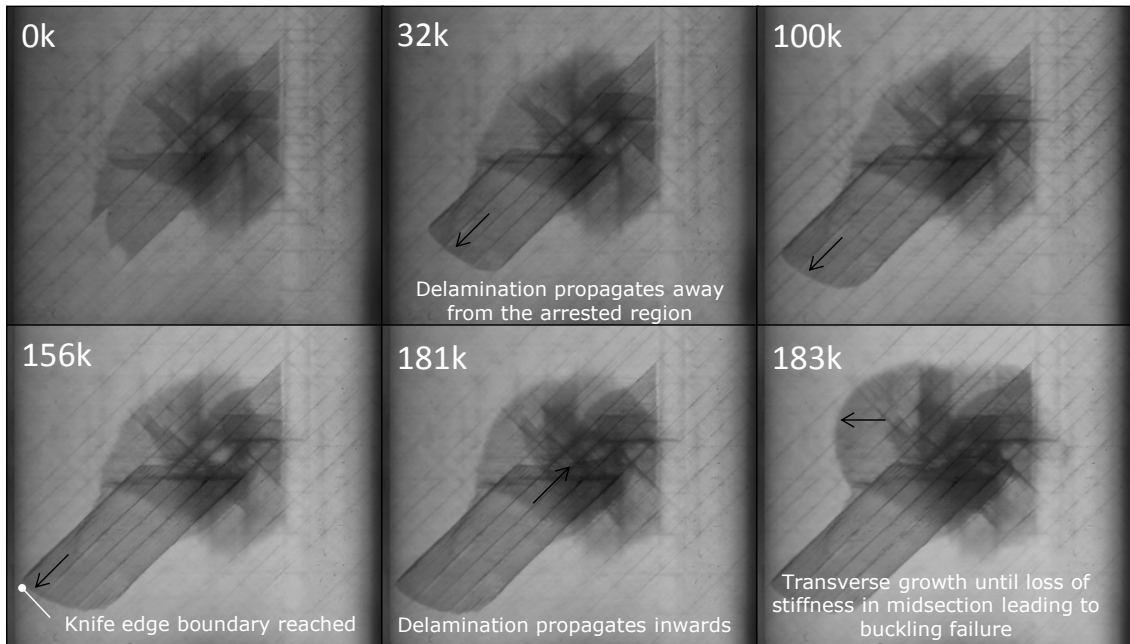 0k
32k
100k
Delamination propagates away
from the arrested region
156k
181k
183k
Knife edge boundary reached
Delamination propagates inwards
Transverse growth until loss of
stiffness in midsection leading to
buckling failure